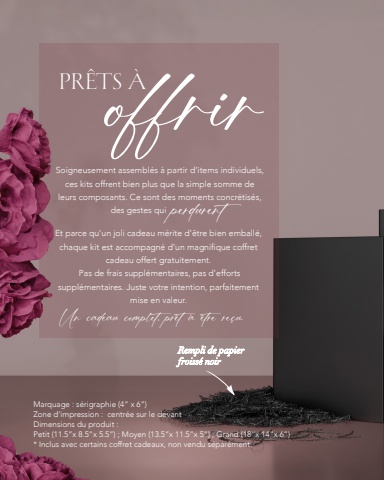 PRÊTS À
offrir
Soigneusement assemblés à partir d'items individuels,
ces kits offrent bien plus que la simple somme de
leurs composants. Ce sont des moments concrétisés,
des gestes qui perdurent
Et parce qu'un joli cadeau mérite d'être bien emballé,
chaque kit est accompagné d'un magnifique coffret
cadeau offert gratuitement.
Pas de frais supplémentaires, pas d'efforts
supplémentaires. Juste votre intention, parfaitement
mise en valeur.
Un cadeau complet, prêt à être reçu
Rempli de papier
froissé noir
Marquage : sérigraphie (4” x 6”)
Zone d'impression : centrée sur le devant
Dimensions du produit :
Petit (11.5”x 8.5”x 5.5”) ; Moyen (13.5”x 11.5”x 5”) ; Grand (18”x 14”x 6”)
* Inclus avec certains coffret cadeaux, non vendu séparement